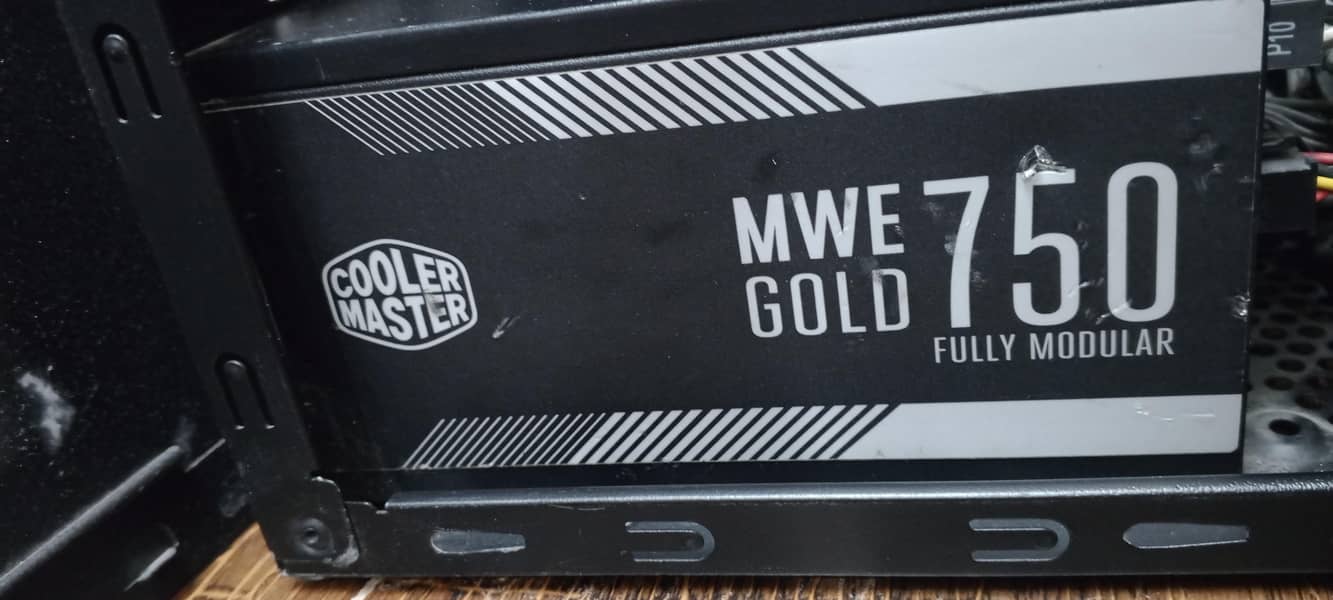 P10
COOLER
MASTER
MWE
GOLD
750
FULLY MODULAR